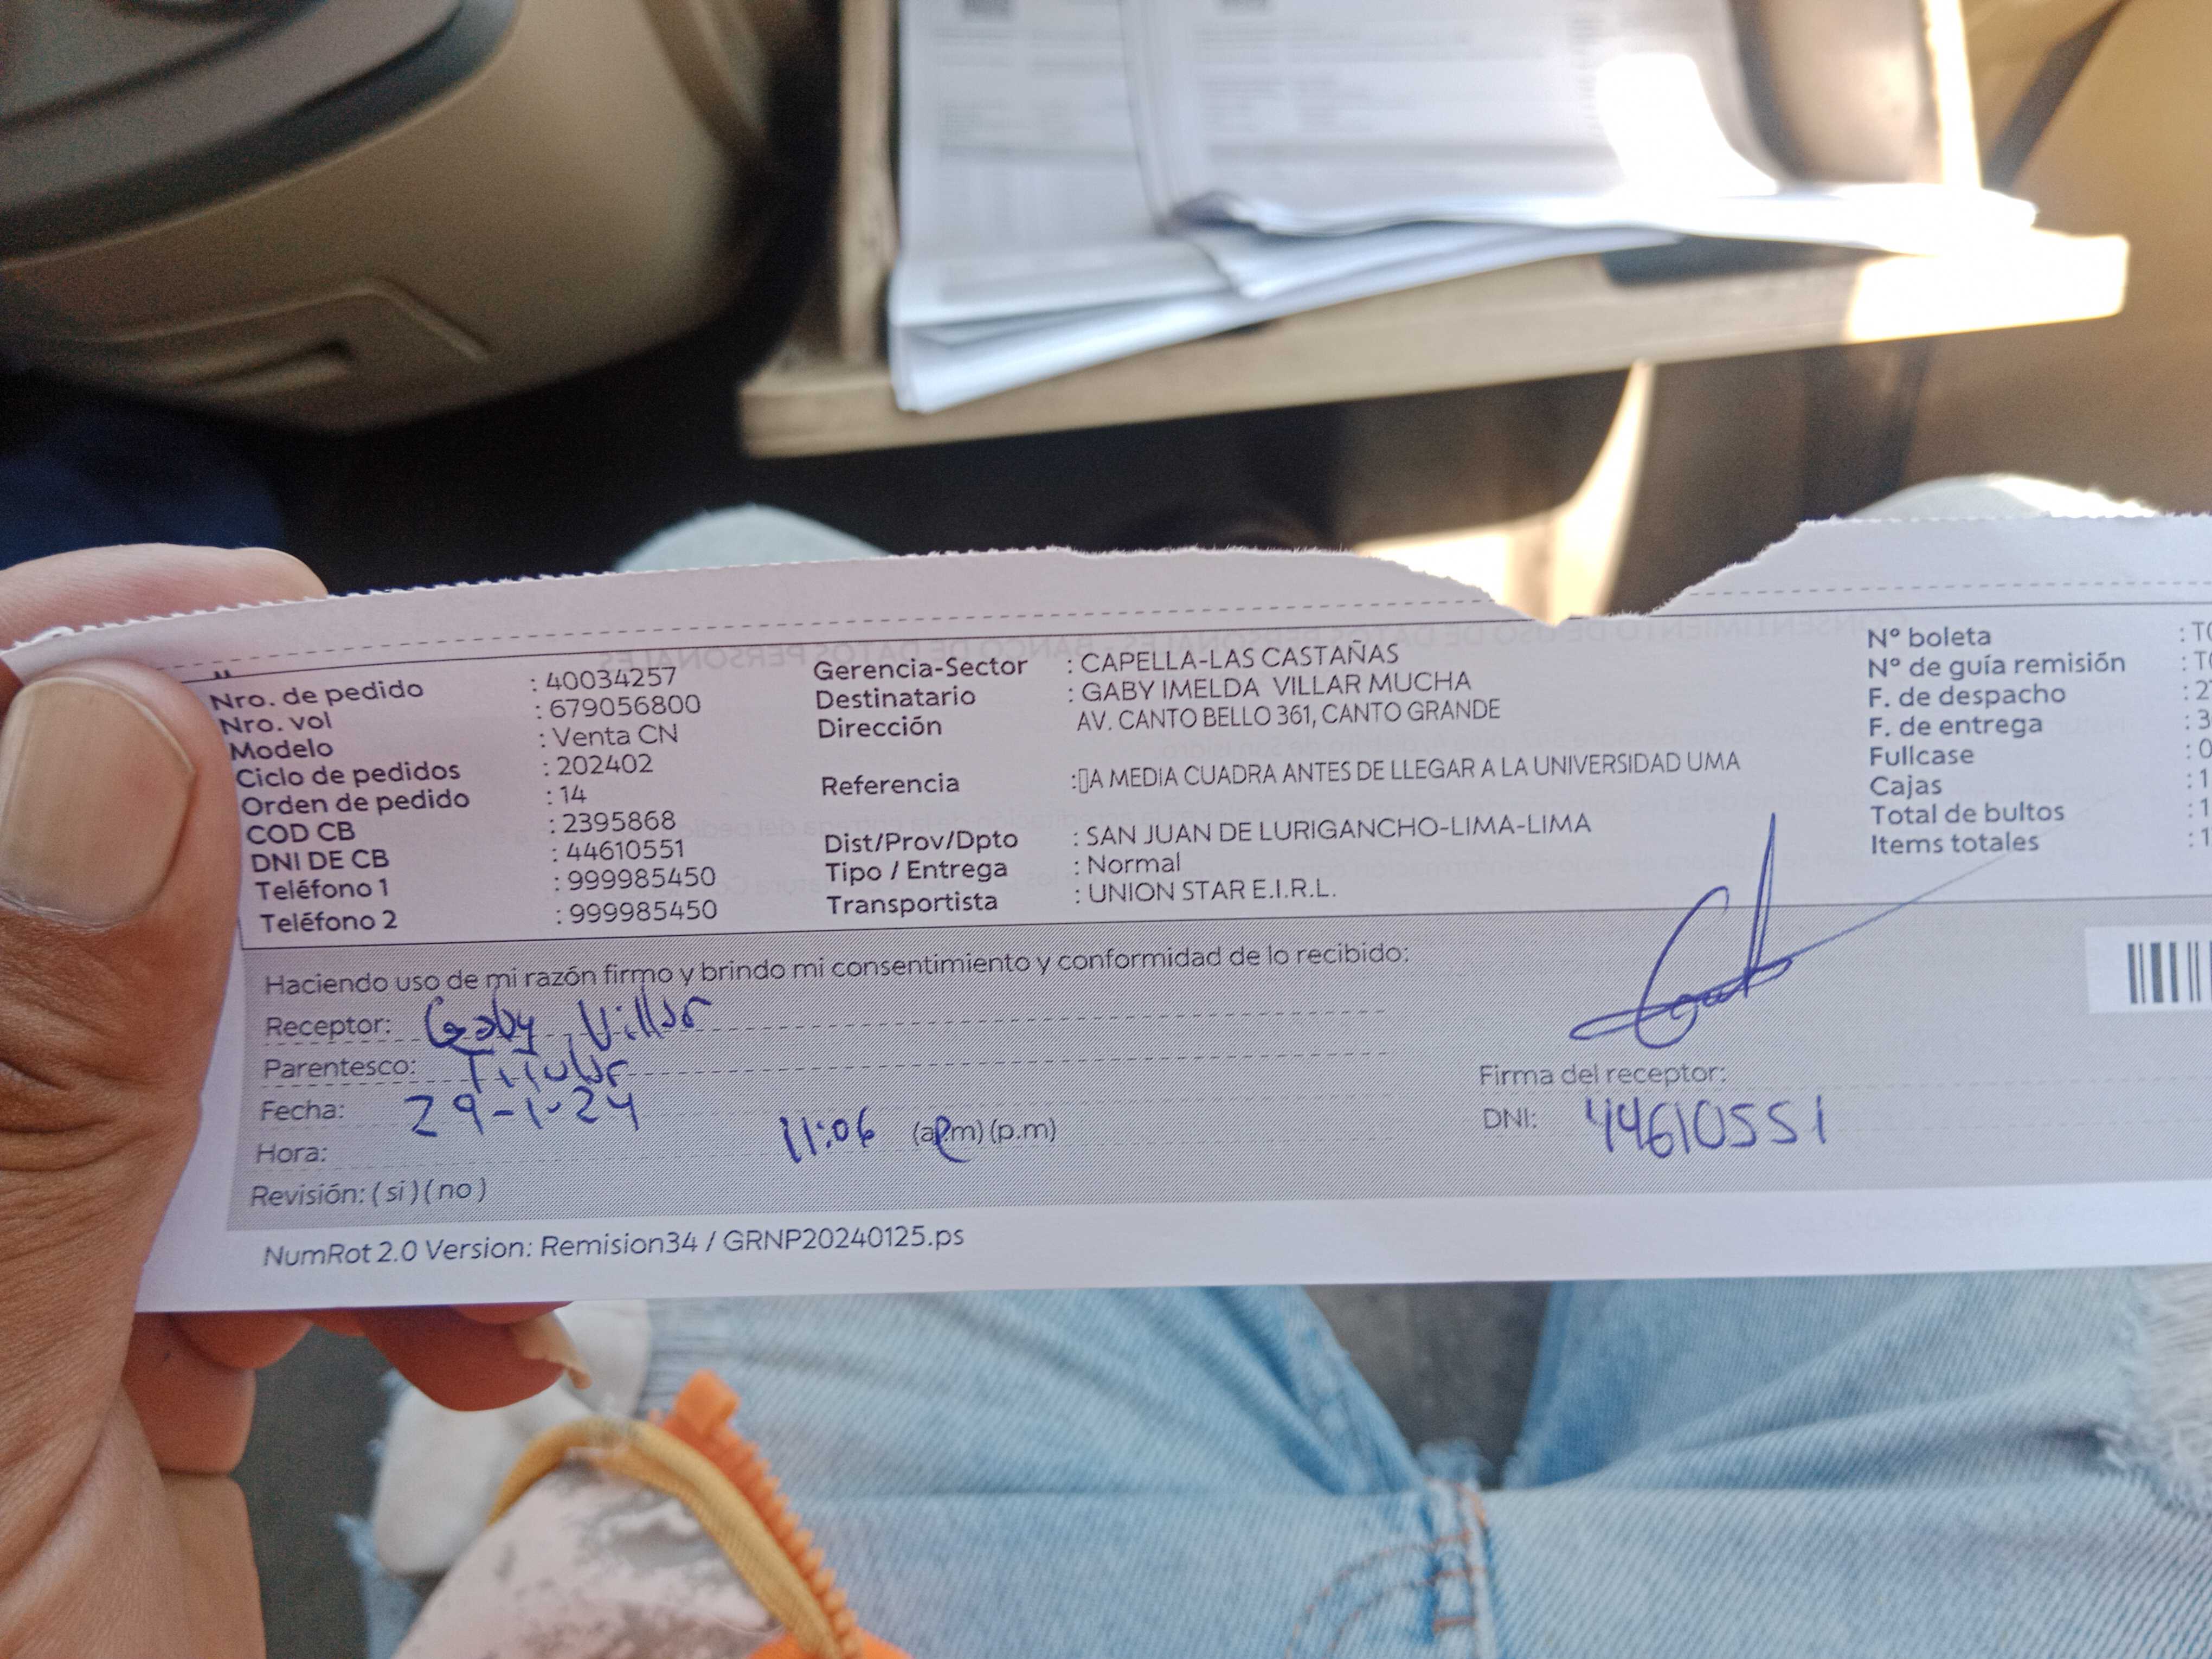 Nro. de pedido : 40034257
Nro. vol : 679056800
Modelo : Venta CN
Ciclo de pedidos : 202402
Orden de pedido : 14
COD CB : 2395868
DNI DE CB : 44610551
Teléfono 1 : 999985450
Teléfono 2 : 999985450
Gerencia-Sector : CAPELLA-LAS CASTAÑAS
Destinatario : GABY IMELDA VILLAR MUCHA
Dirección AV. CANTO BELLO 361, CANTO GRANDE
Referencia :▯A MEDIA CUADRA ANTES DE LLEGAR A LA UNIVERSIDAD UMA
Dist/Prov/Dpto : SAN JUAN DE LURIGANCHO-LIMA-LIMA
Tipo / Entrega : Normal
Transportista : UNION STAR E.I.R.L.
N° boleta
N° de guía remisión
F. de despacho
F. de entrega
Fullcase
Cajas
Total de bultos
Items totales
Haciendo uso de mi razón firmo y brindo mi consentimiento y conformidad de lo recibido:
Receptor: Gaby Villar
Parentesco: Titular
Fecha: 29-1-24
Hora: 11:06 (a.m) (p.m)
Revisión: ( si ) ( no )
Firma del receptor:
DNI: 44610551
NumRot 2.0 Version: Remision34 / GRNP20240125.ps